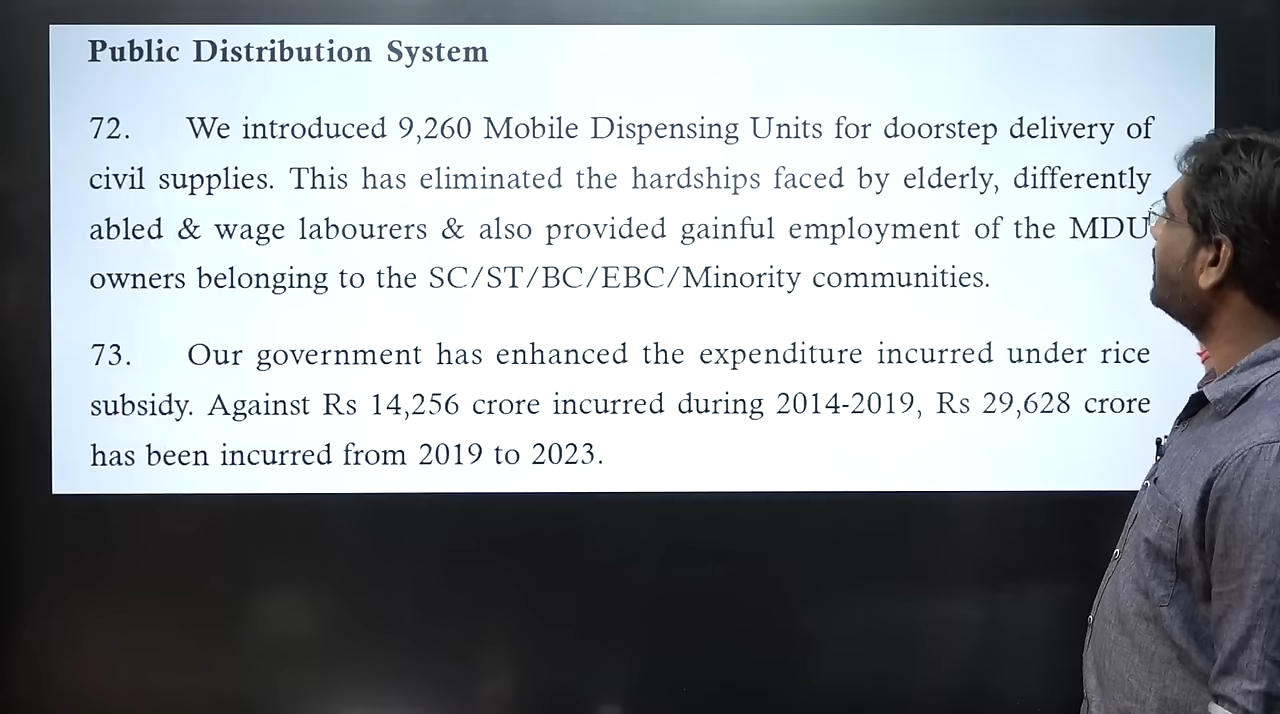 Public Distribution System
72. We introduced 9,260 Mobile Dispensing Units for doorstep delivery of
civil supplies. This has eliminated the hardships faced by elderly, differently
abled & wage labourers & also provided gainful employment of the MDU
owners belonging to the SC/ST/BC/EBC/Minority communities.
73. Our government has enhanced the expenditure incurred under rice
subsidy. Against Rs 14,256 crore incurred during 2014-2019, Rs 29,628 crore
has been incurred from 2019 to 2023.